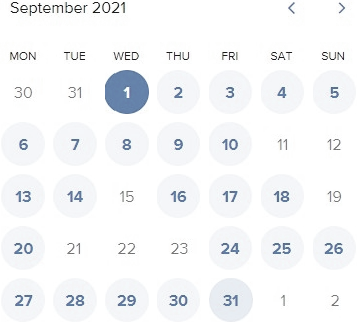 September 2021
MON TUE WED THU FRI SAT SUN
30 31 1 2 3 4 5
6 7 8 9 10 11 12
13 14 15 16 17 18 19
20 21 22 23 24 25 26
27 28 29 30 31 1 2